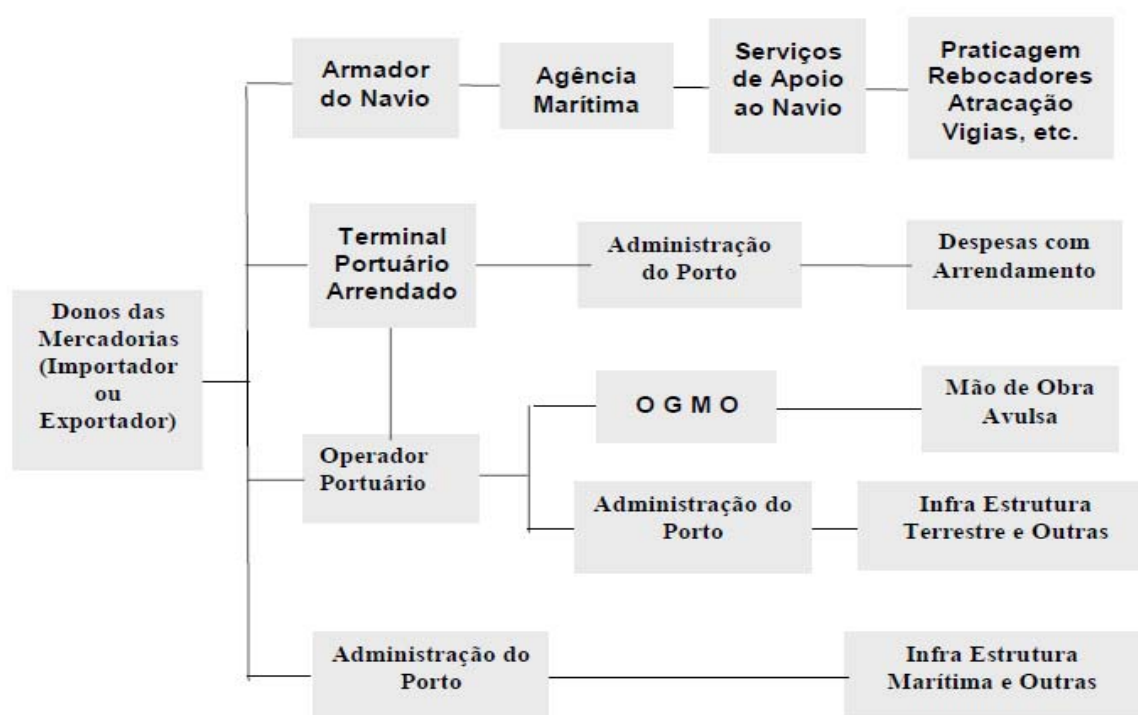 Armador
do Navio
Agência
Marítima
Serviços
de Apoio
ao Navio
Praticagem
Rebocadores
Atracação
Vigias, etc.
Terminal
Portuário
Arrendado
Administração
do Porto
Despesas com
Arrendamento
Donos das
Mercadorias
(Importador
ou
Exportador)
O G M O
Mão de Obra
Avulsa
Operador
Portuário
Administração do
Porto
Infra Estrutura
Terrestre e Outras
Administração do
Porto
Infra Estrutura
Marítima e Outras